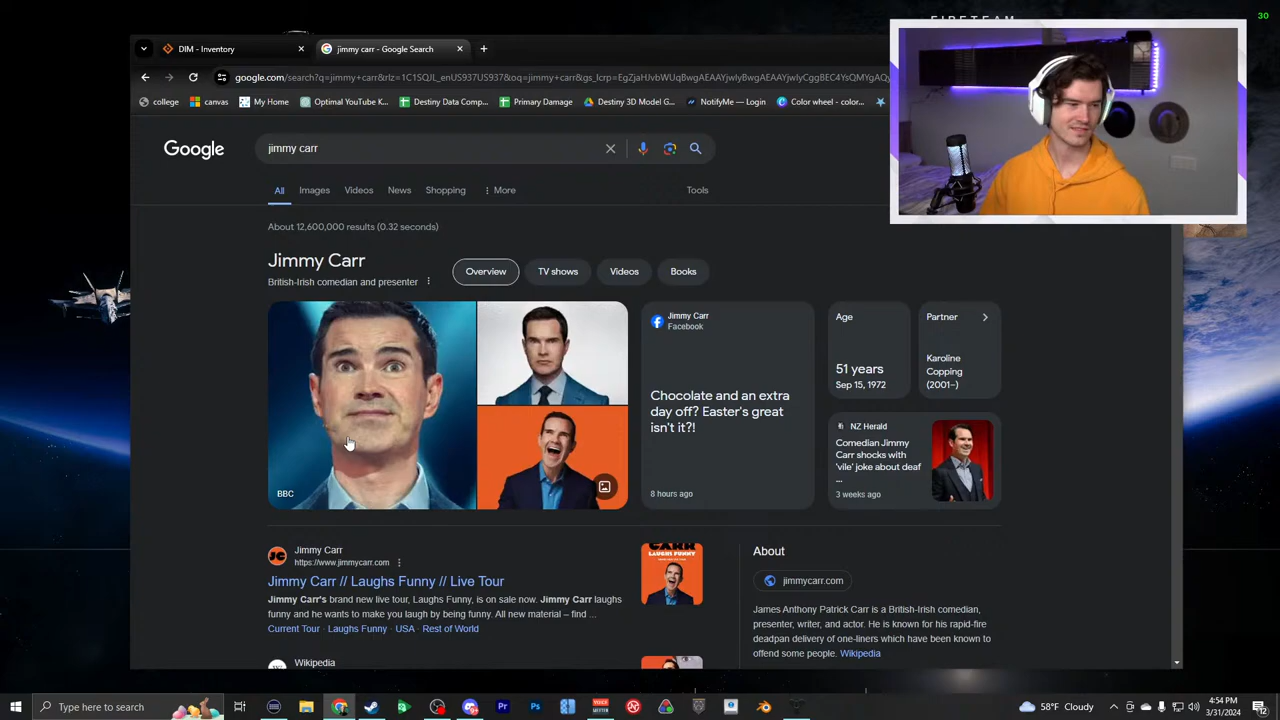 FIRETEAM
30
DIM - Inventory
jimmy carr - Google Search
college
canvas
My Home
Primary Damage
Destiny 3D Model G...
NotifyMe — Login
Color wheel - color...
Google
jimmy carr
All
Images
Videos
News
Shopping
More
Tools
About 12,600,000 results (0.32 seconds)
Jimmy Carr
British-Irish comedian and presenter
Overview
TV shows
Videos
Books
BBC
Jimmy Carr
Facebook
Chocolate and an extra
day off? Easter's great
isn't it?!
8 hours ago
Age
51 years
Sep 15, 1972
Partner
Karoline
Copping
(2001–)
NZ Herald
Comedian Jimmy
Carr shocks with
'vile' joke about deaf
...
3 weeks ago
Jimmy Carr
https://www.jimmycarr.com
Jimmy Carr // Laughs Funny // Live Tour
Jimmy Carr's brand new live tour, Laughs Funny, is on sale now. Jimmy Carr laughs
funny and he wants to make you laugh by being funny. All new material – find ...
Current Tour · Laughs Funny · USA · Rest of World
Wikipedia
CARR
LAUGHS FUNNY
About
jimmycarr.com
James Anthony Patrick Carr is a British-Irish comedian,
presenter, writer, and actor. He is known for his rapid-fire
deadpan delivery of one-liners which have been known to
offend some people. Wikipedia
Type here to search
58°F Cloudy
4:54 PM
3/31/2024